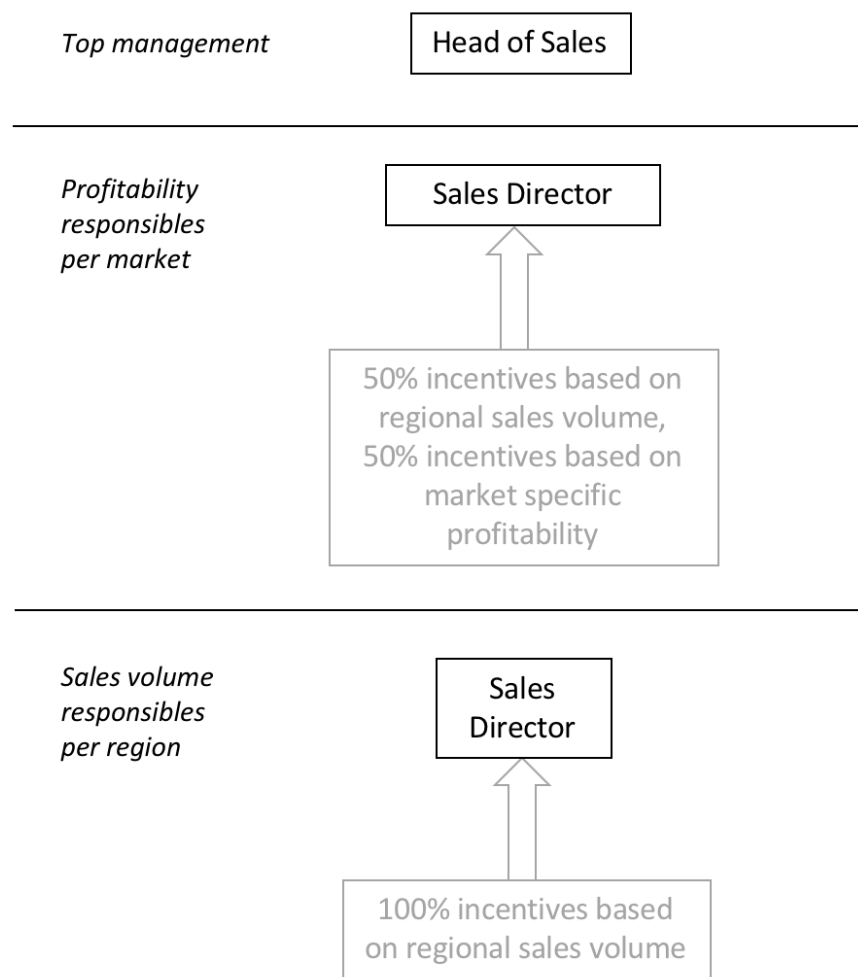 Top management
Head of Sales
Profitability
responsibles
per market
Sales Director
50% incentives based on
regional sales volume,
50% incentives based on
market specific
profitability
Sales volume
responsibles
per region
Sales
Director
100% incentives based
on regional sales volume